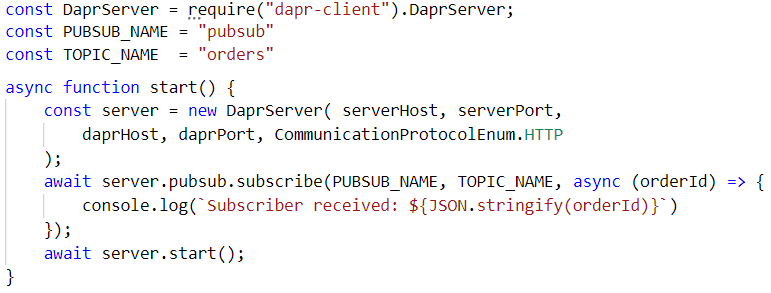 const DaprServer = require("dapr-client").DaprServer;
const PUBSUB_NAME = "pubsub"
const TOPIC_NAME  = "orders"
async function start() {
    const server = new DaprServer( serverHost, serverPort,
        daprHost, daprPort, CommunicationProtocolEnum.HTTP
    );
    await server.pubsub.subscribe(PUBSUB_NAME, TOPIC_NAME, async (orderId) => {
        console.log(`Subscriber received: ${JSON.stringify(orderId)}`)
    });
    await server.start();
}